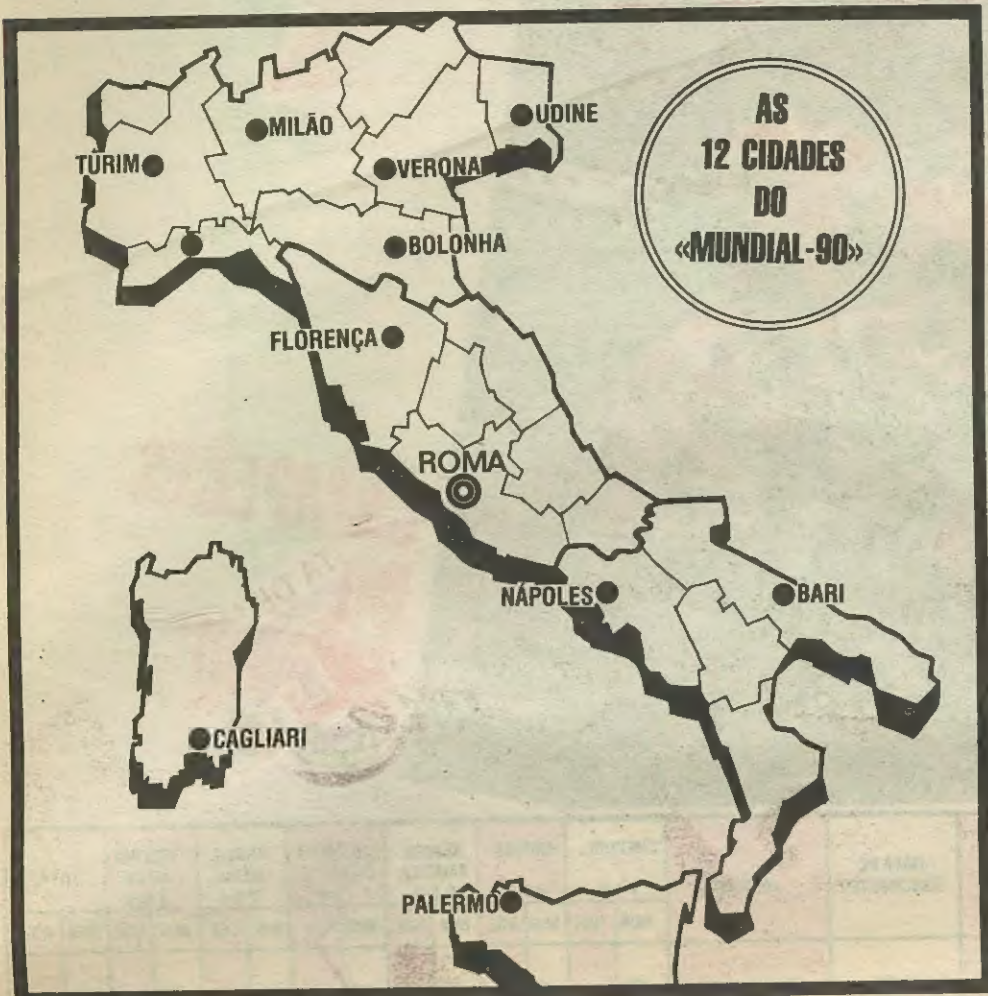 AS
12 CIDADES
DO
«MUNDIAL-90»
UDINE
MILÃO
TURIM
VERONA
BOLONHA
FLORENÇA
ROMA
NÁPOLES
BARI
CAGLIARI
PALERMO